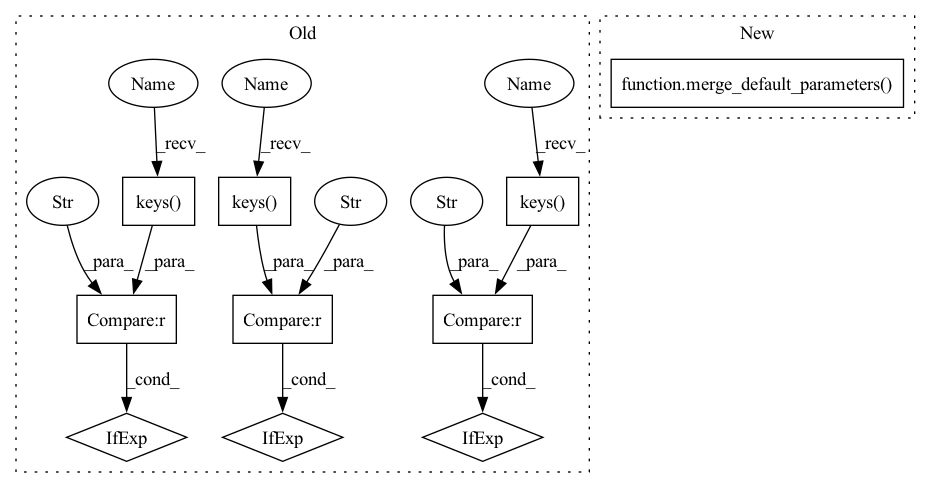 Old
New
Name
Name
Name
function.merge_default_parameters()
_recv_
_recv_
_recv_
Str
keys()
keys()
Str
Str
keys()
_para_
_para_
_para_
_para_
_para_
_para_
Compare:r
Compare:r
Compare:r
_cond_
_cond_
_cond_
IfExp
IfExp
IfExp